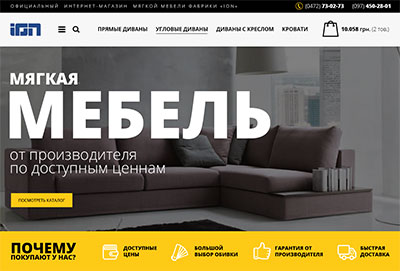 ОФИЦИАЛЬНЫЙ ИНТЕРНЕТ-МАГАЗИН МЯГКОЙ МЕБЕЛИ ФАБРИКИ «ION» (0472) 73-02-73 (097) 450-28-01
ion ПРЯМЫЕ ДИВАНЫ УГЛОВЫЕ ДИВАНЫ ДИВАНЫ С КРЕСЛОМ КРОВАТИ 10.058 грн. (2 тов.)
МЯГКАЯ
МЕБЕЛЬ
от производителя
по доступным ценнам
ПОСМОТРЕТЬ КАТАЛОГ
ПОЧЕМУ
ПОКУПАЮТ У НАС?
ДОСТУПНЫЕ
ЦЕНЫ
БОЛЬШОЙ
ВЫБОР ОБИВКИ
ГАРАНТИЯ ОТ
ПРОИЗВОДИТЕЛЯ
БЫСТРАЯ
ДОСТАВКА